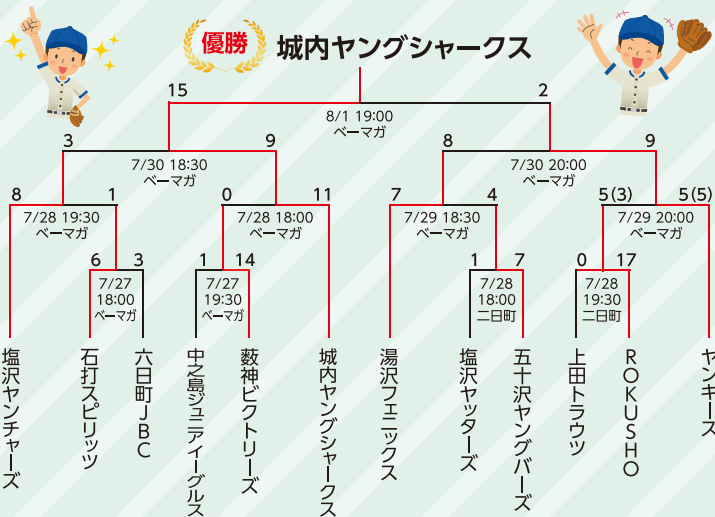 優勝 城内ヤングシャークス
15 2
8/1 19:00
ベーマガ
3 9 8 9
7/30 18:30
ベーマガ
7/30 20:00
ベーマガ
8 1 0 11 7 4 5(3) 5(5)
7/28 19:30
ベーマガ
7/28 18:00
ベーマガ
7/29 18:30
ベーマガ
7/29 20:00
ベーマガ
6 3 1 14 1 7 0 17
7/27
18:00
ベーマガ
7/27
19:30
ベーマガ
7/28
18:00
二日町
7/28
19:30
二日町
塩沢ヤンチャーズ
石打スピリッツ
六日町JBC
中之島ジュニアイーグルス
薮神ビクトリーズ
城内ヤングシャークス
湯沢フェニックス
塩沢ヤッターズ
五十沢ヤングバーズ
上田トラウツ
ROKUSHO
ヤンキース